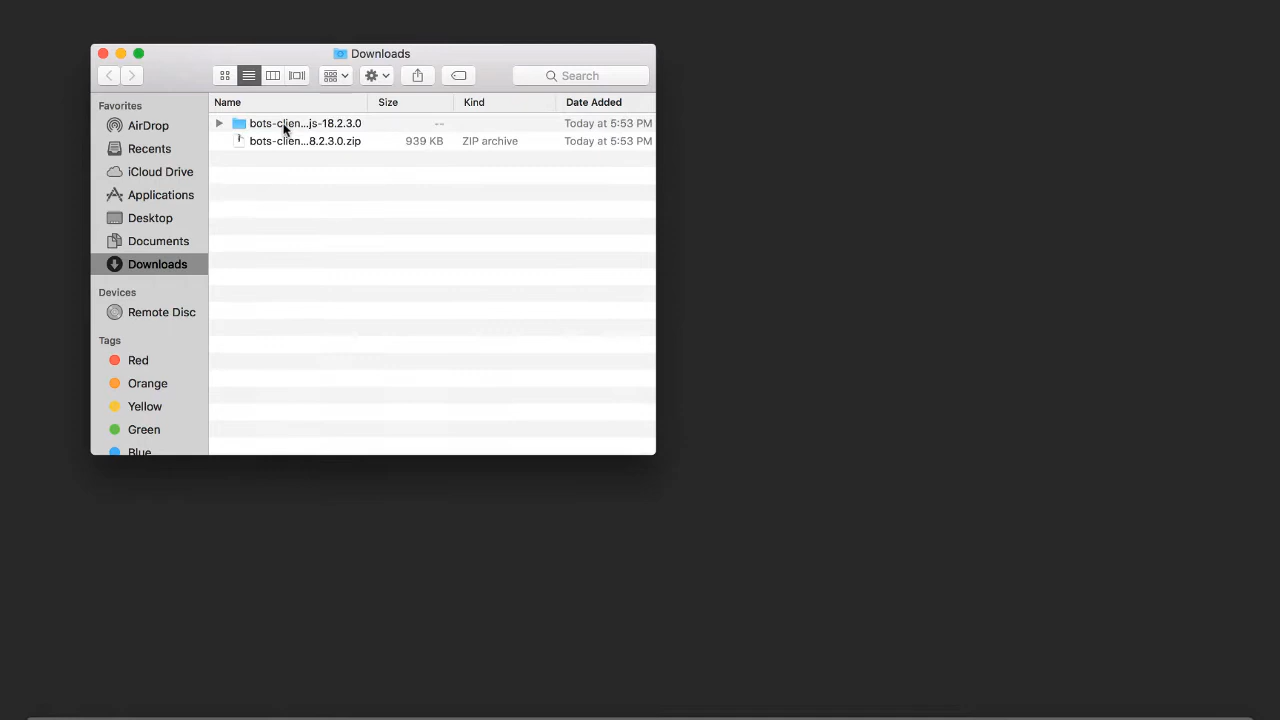 Downloads
Search
Favorites
AirDrop
Recents
iCloud Drive
Applications
Desktop
Documents
Downloads
Devices
Remote Disc
Tags
Red
Orange
Yellow
Green
Blue
Name Size Kind Date Added
bots-clien...js-18.2.3.0 -- Today at 5:53 PM
bots-clien...8.2.3.0.zip 939 KB ZIP archive Today at 5:53 PM